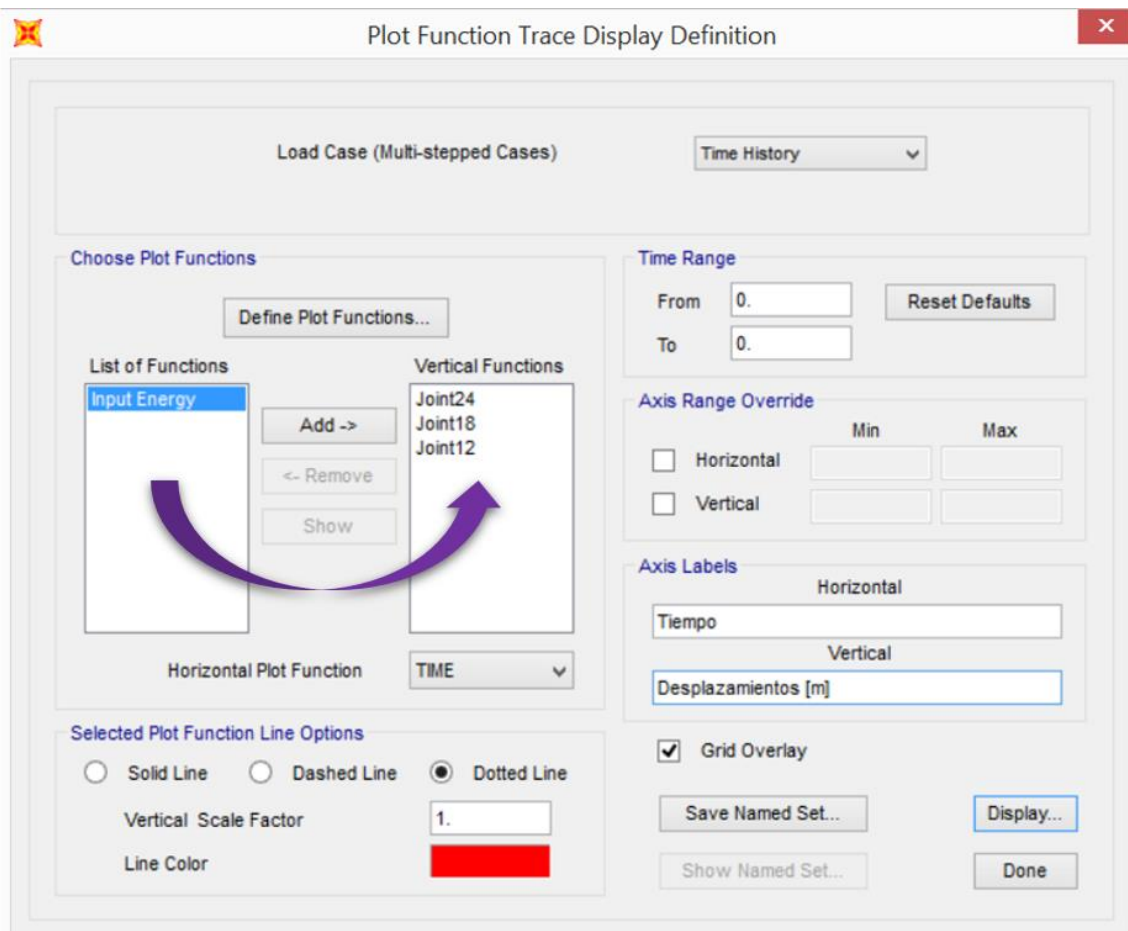 Plot Function Trace Display Definition
Load Case (Multi-stepped Cases)
Time History
Choose Plot Functions
Define Plot Functions...
List of Functions
Vertical Functions
Input Energy
Joint24
Joint18
Joint12
Add ->
<- Remove
Show
Horizontal Plot Function
TIME
Selected Plot Function Line Options
Solid Line
Dashed Line
Dotted Line
Vertical Scale Factor
1.
Line Color
Time Range
From
0.
Reset Defaults
To
0.
Axis Range Override
Min
Max
Horizontal
Vertical
Axis Labels
Horizontal
Tiempo
Vertical
Desplazamientos [m]
Grid Overlay
Save Named Set...
Display...
Show Named Set...
Done